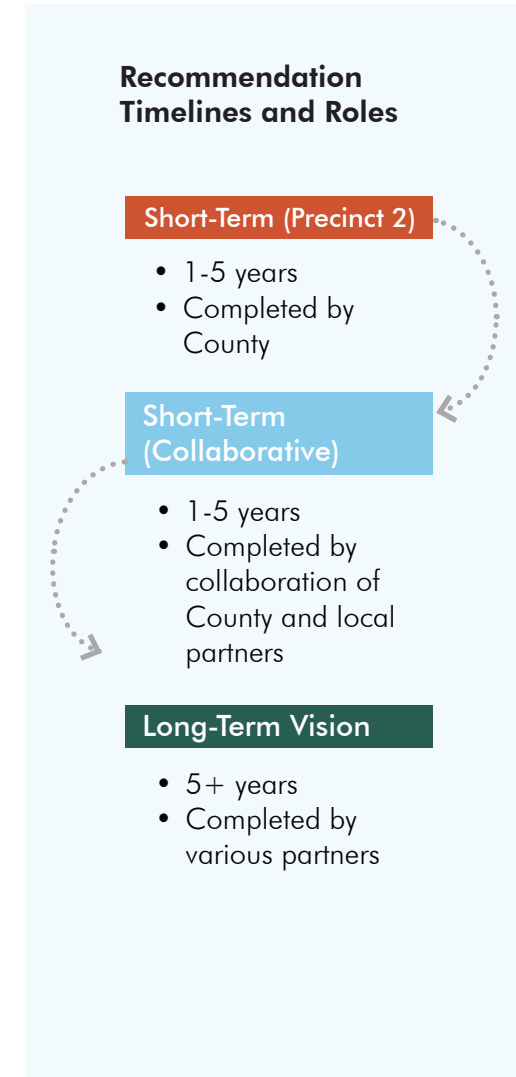 Recommendation
Timelines and Roles
Short-Term (Precinct 2)
• 1-5 years
• Completed by
County
Short-Term
(Collaborative)
• 1-5 years
• Completed by
collaboration of
County and local
partners
Long-Term Vision
• 5+ years
• Completed by
various partners